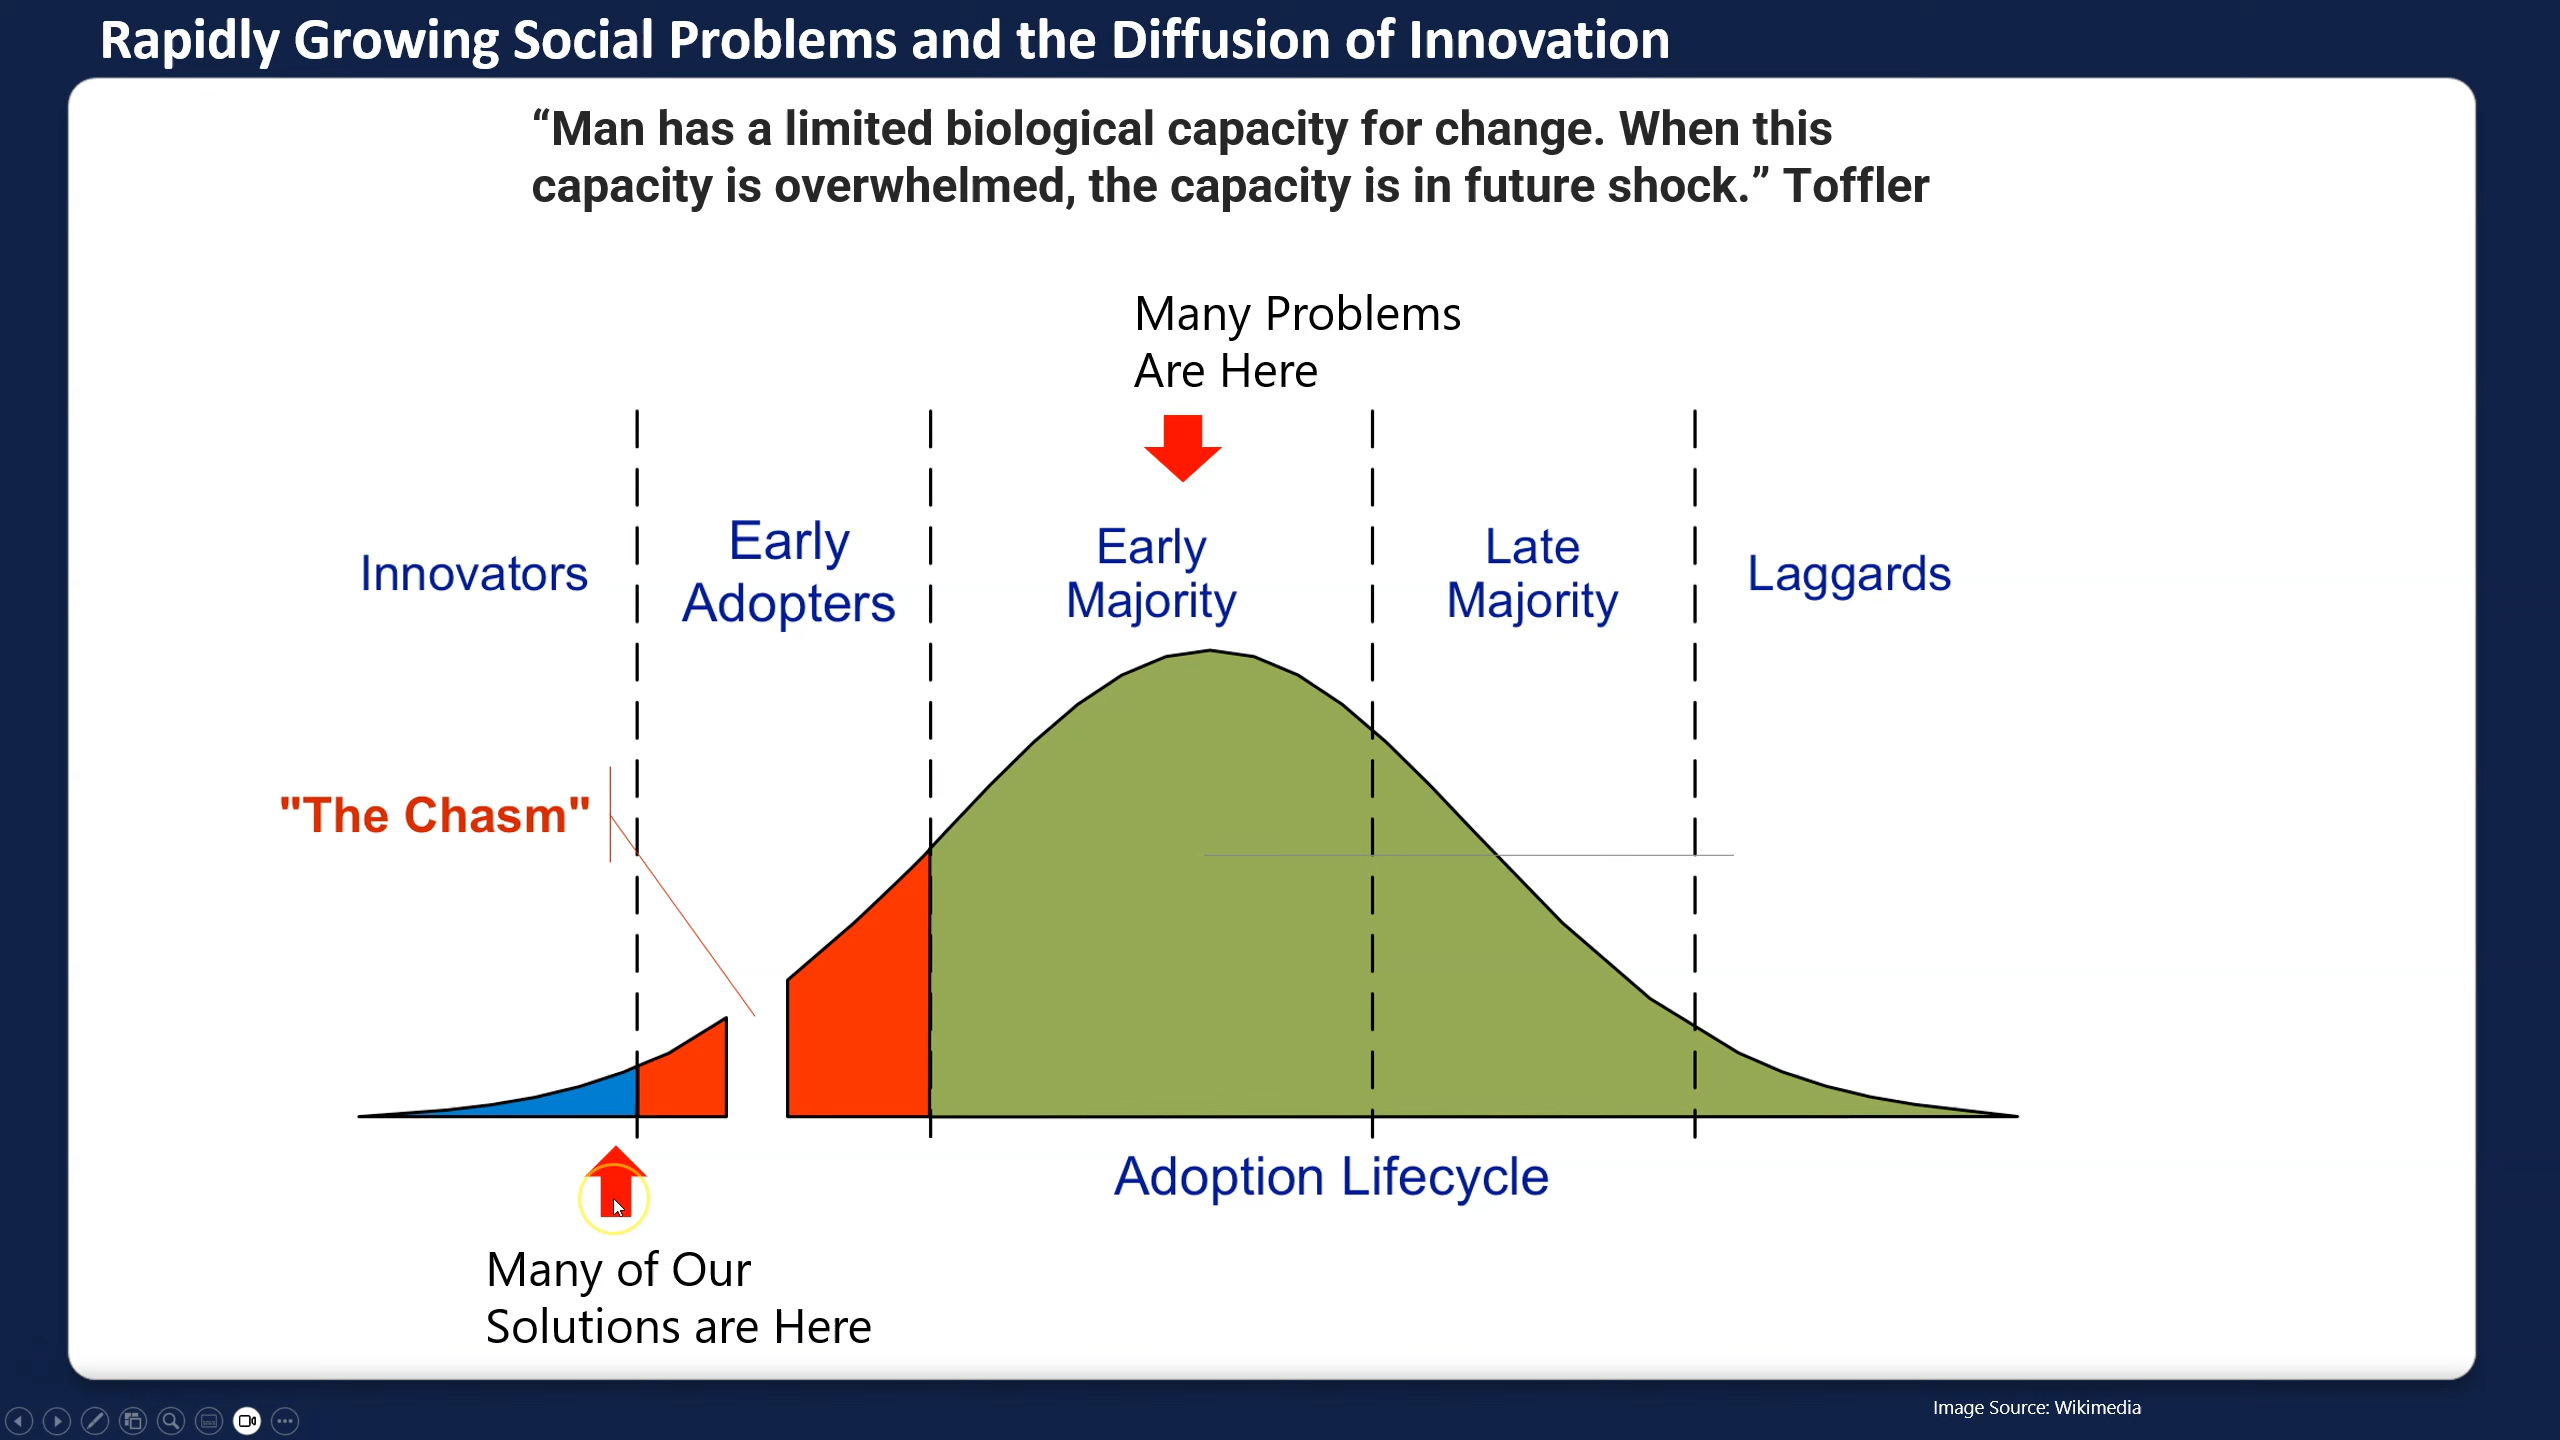 Rapidly Growing Social Problems and the Diffusion of Innovation
“Man has a limited biological capacity for change. When this
capacity is overwhelmed, the capacity is in future shock.” Toffler
Many Problems
Are Here
Innovators
Early
Adopters
Early
Majority
Late
Majority
Laggards
"The Chasm"
Adoption Lifecycle
Many of Our
Solutions are Here
Image Source: Wikimedia